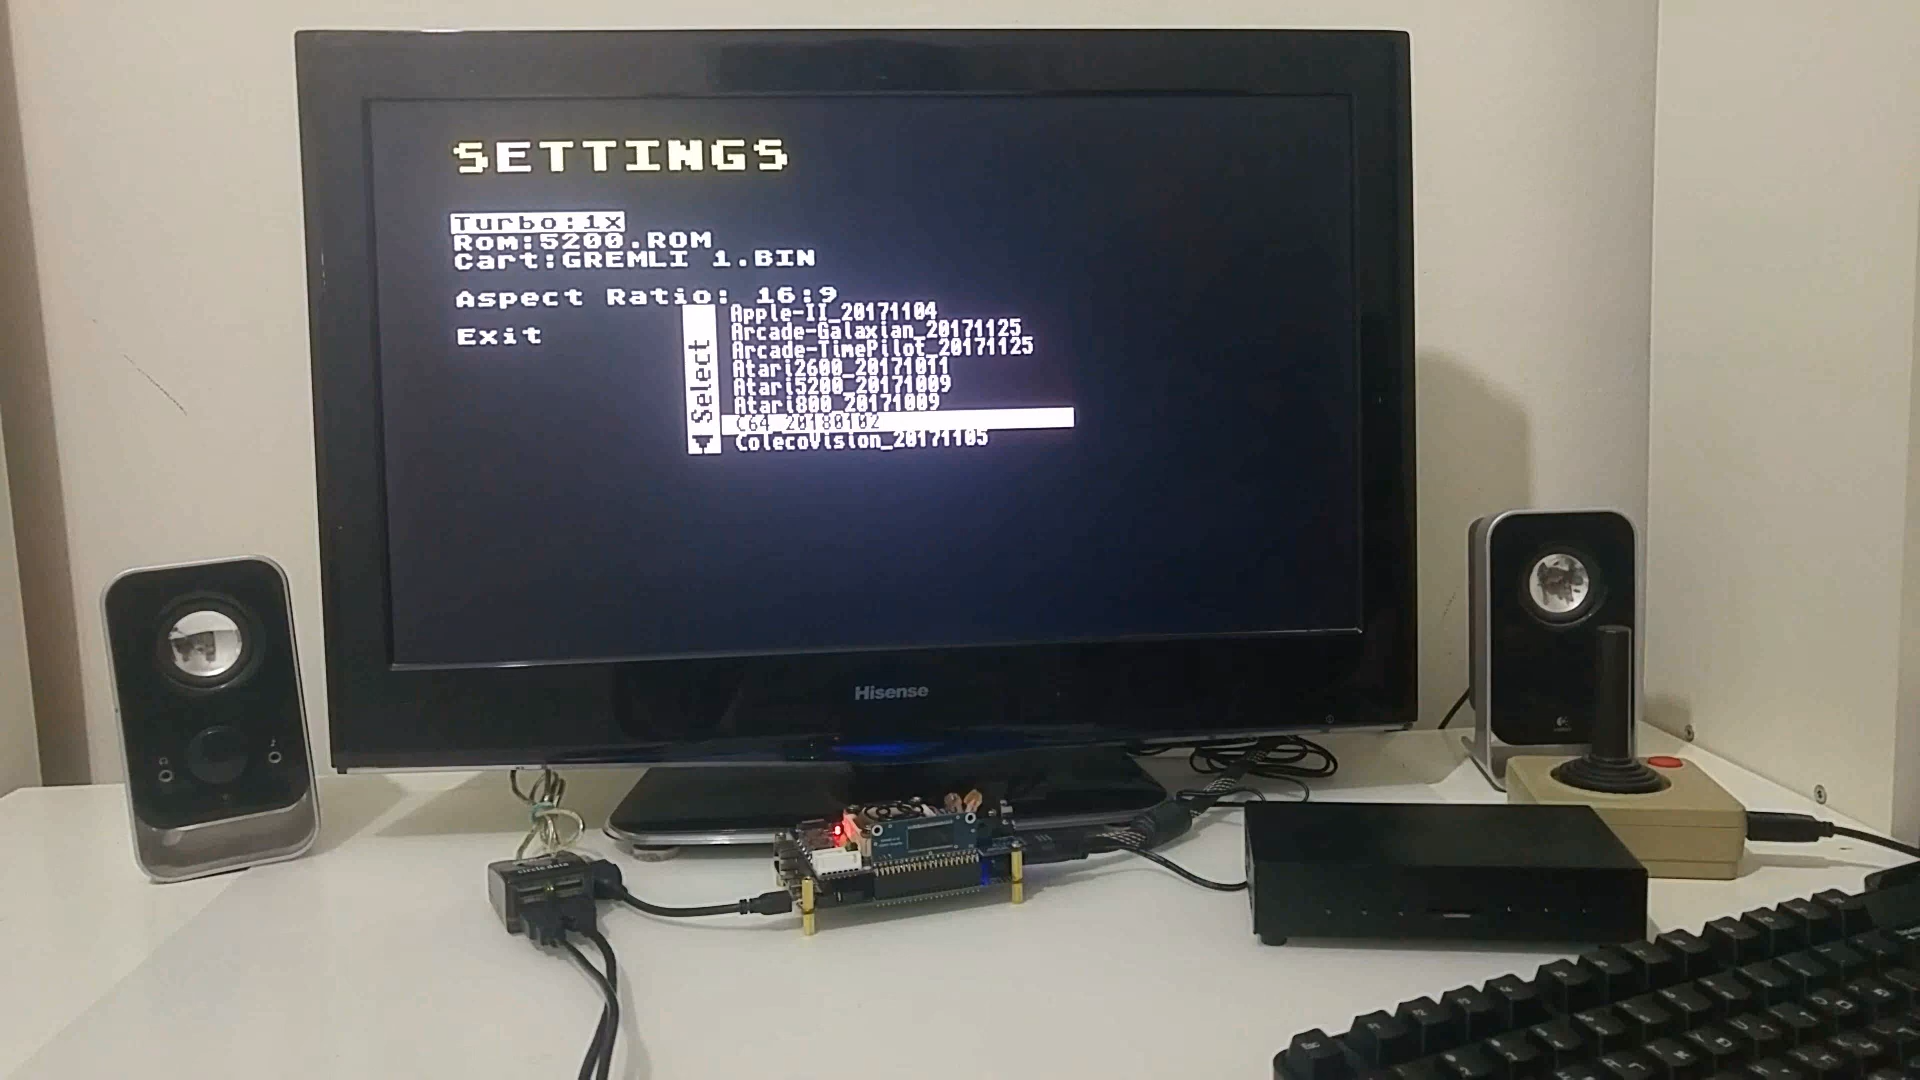 SETTINGS
Turbo:1x
Rom:5200.ROM
Cart:GREMLI 1.BIN
Aspect Ratio: 16:9
Exit
Select
Apple-II_20171104
Arcade-Galaxian_20171125
Arcade-TimePilot_20171125
Atari2600_20171011
Atari5200_20171009
Atari800_20171009
C64_20180102
ColecoVision_20171105
Hisense